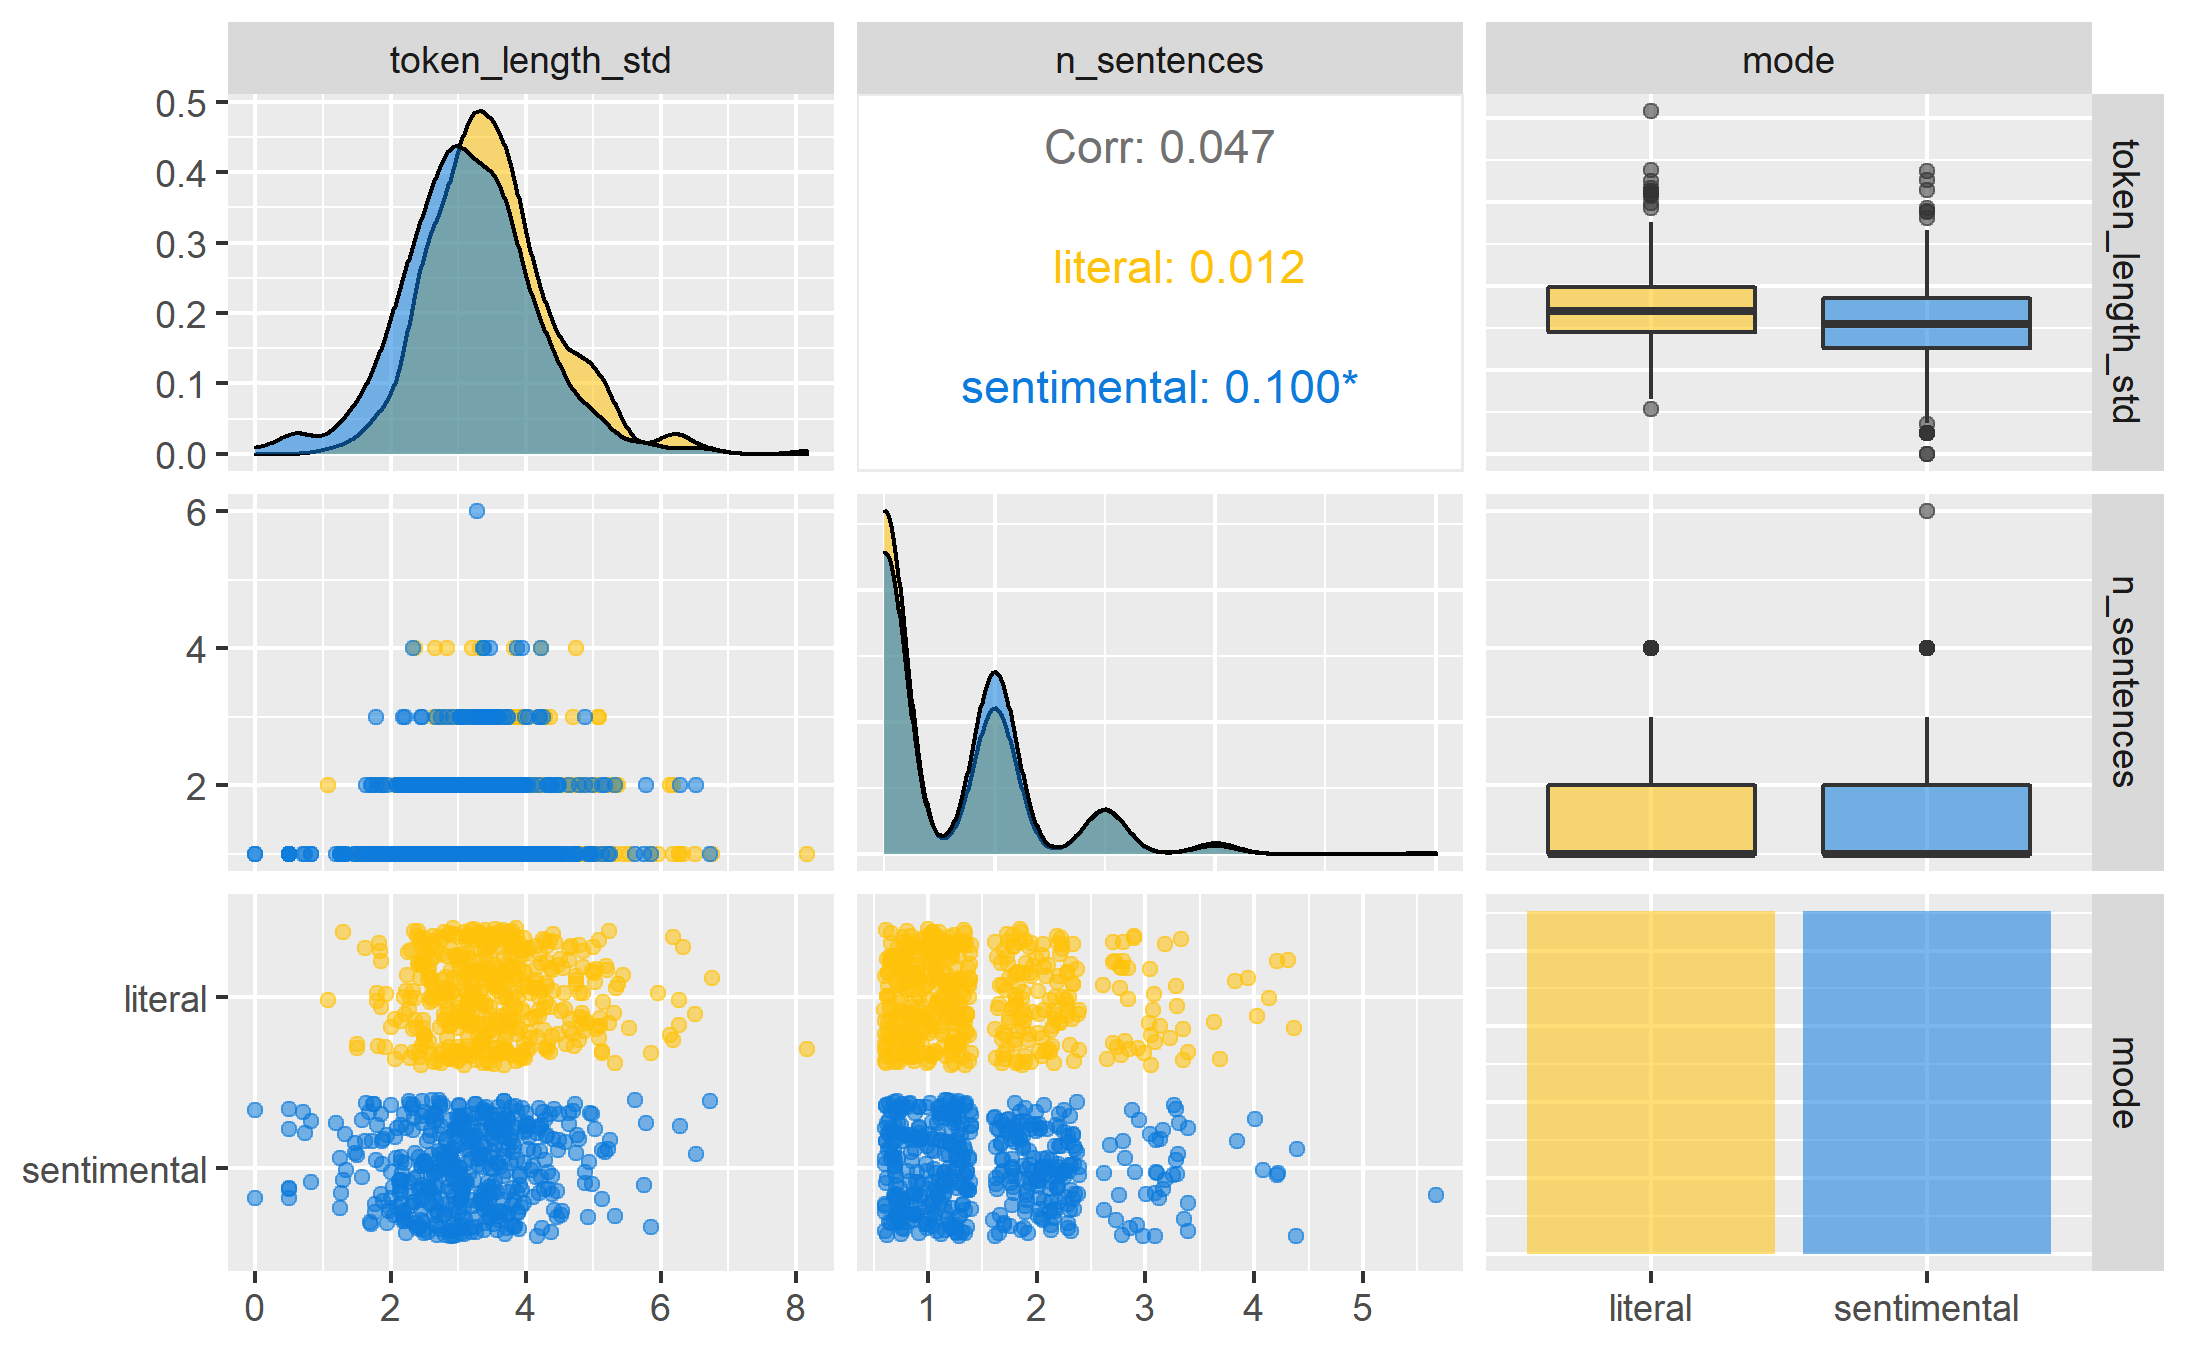 token_length_std
n_sentences
mode
0.5
0.4
0.3
0.2
0.1
0.0
Corr: 0.047
literal: 0.012
sentimental: 0.100*
token_length_std
6
4
2
n_sentences
literal
sentimental
mode
0
2
4
6
8
1
2
3
4
5
literal
sentimental